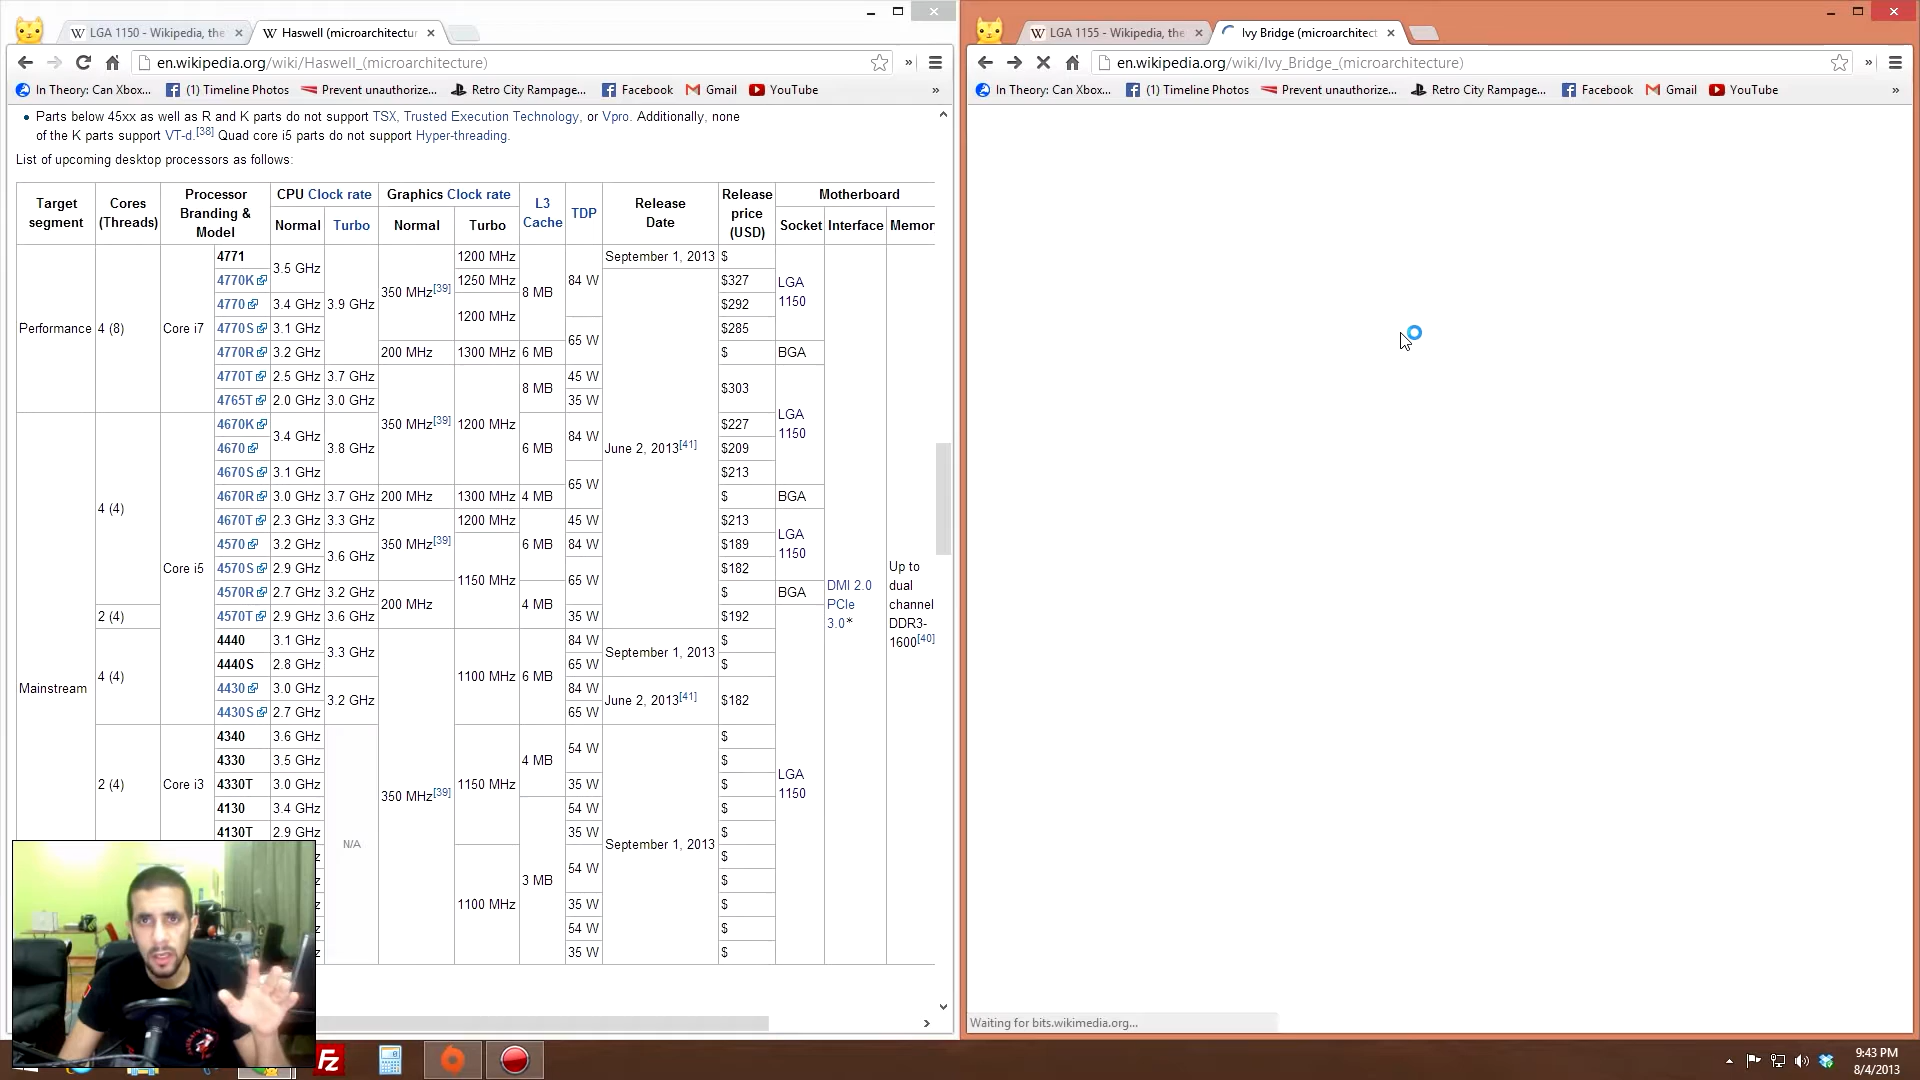 LGA 1150 - Wikipedia, the
Haswell (microarchitectur
en.wikipedia.org/wiki/Haswell_(microarchitecture)
In Theory: Can Xbox... (1) Timeline Photos Prevent unauthorize... Retro City Rampage... Facebook Gmail YouTube »
Parts below 45xx as well as R and K parts do not support TSX, Trusted Execution Technology, or Vpro. Additionally, none
of the K parts support VT-d.[38] Quad core i5 parts do not support Hyper-threading.
List of upcoming desktop processors as follows:
Target segment Cores (Threads) Processor Branding & Model CPU Clock rate Graphics Clock rate L3 Cache TDP Release Date Release price (USD) Motherboard
Normal Turbo Normal Turbo Socket Interface Memor
Performance 4 (8) Core i7 4771 3.5 GHz 3.9 GHz 350 MHz[39] 1200 MHz 8 MB 84 W September 1, 2013 $ LGA 1150 DMI 2.0 PCIe 3.0* Up to dual channel DDR3-1600[40]
4770K 1250 MHz June 2, 2013[41] $327
4770 3.4 GHz 1200 MHz $292
4770S 3.1 GHz 65 W $285
4770R 3.2 GHz 200 MHz 1300 MHz 6 MB $ BGA
4770T 2.5 GHz 3.7 GHz 350 MHz[39] 1200 MHz 8 MB 45 W $303 LGA 1150
4765T 2.0 GHz 3.0 GHz 35 W
Mainstream 4 (4) Core i5 4670K 3.4 GHz 3.8 GHz 6 MB 84 W $227
4670 $209
4670S 3.1 GHz 65 W $213
4670R 3.0 GHz 3.7 GHz 200 MHz 1300 MHz 4 MB $ BGA
4670T 2.3 GHz 3.3 GHz 350 MHz[39] 1200 MHz 6 MB 45 W $213 LGA 1150
4570 3.2 GHz 3.6 GHz 1150 MHz 84 W $189
4570S 2.9 GHz 65 W $182
4570R 2.7 GHz 3.2 GHz 200 MHz 4 MB $ BGA
2 (4) 4570T 2.9 GHz 3.6 GHz 35 W $192 LGA 1150
4 (4) 4440 3.1 GHz 3.3 GHz 350 MHz[39] 1100 MHz 6 MB 84 W September 1, 2013 $
4440S 2.8 GHz 65 W $
4430 3.0 GHz 3.2 GHz 84 W June 2, 2013[41] $182
4430S 2.7 GHz 65 W
2 (4) Core i3 4340 3.6 GHz N/A 1150 MHz 4 MB 54 W September 1, 2013 $
4330 3.5 GHz $
4330T 3.0 GHz 35 W $
4130 3.4 GHz 3 MB 54 W $
4130T 2.9 GHz 35 W $
z 1100 MHz 54 W $
z $
z 35 W $
z 54 W $
z 35 W $
LGA 1155 - Wikipedia, the
Ivy Bridge (microarchitect
en.wikipedia.org/wiki/Ivy_Bridge_(microarchitecture)
In Theory: Can Xbox... (1) Timeline Photos Prevent unauthorize... Retro City Rampage... Facebook Gmail YouTube »
Waiting for bits.wikimedia.org...
Fz
9:43 PM
8/4/2013